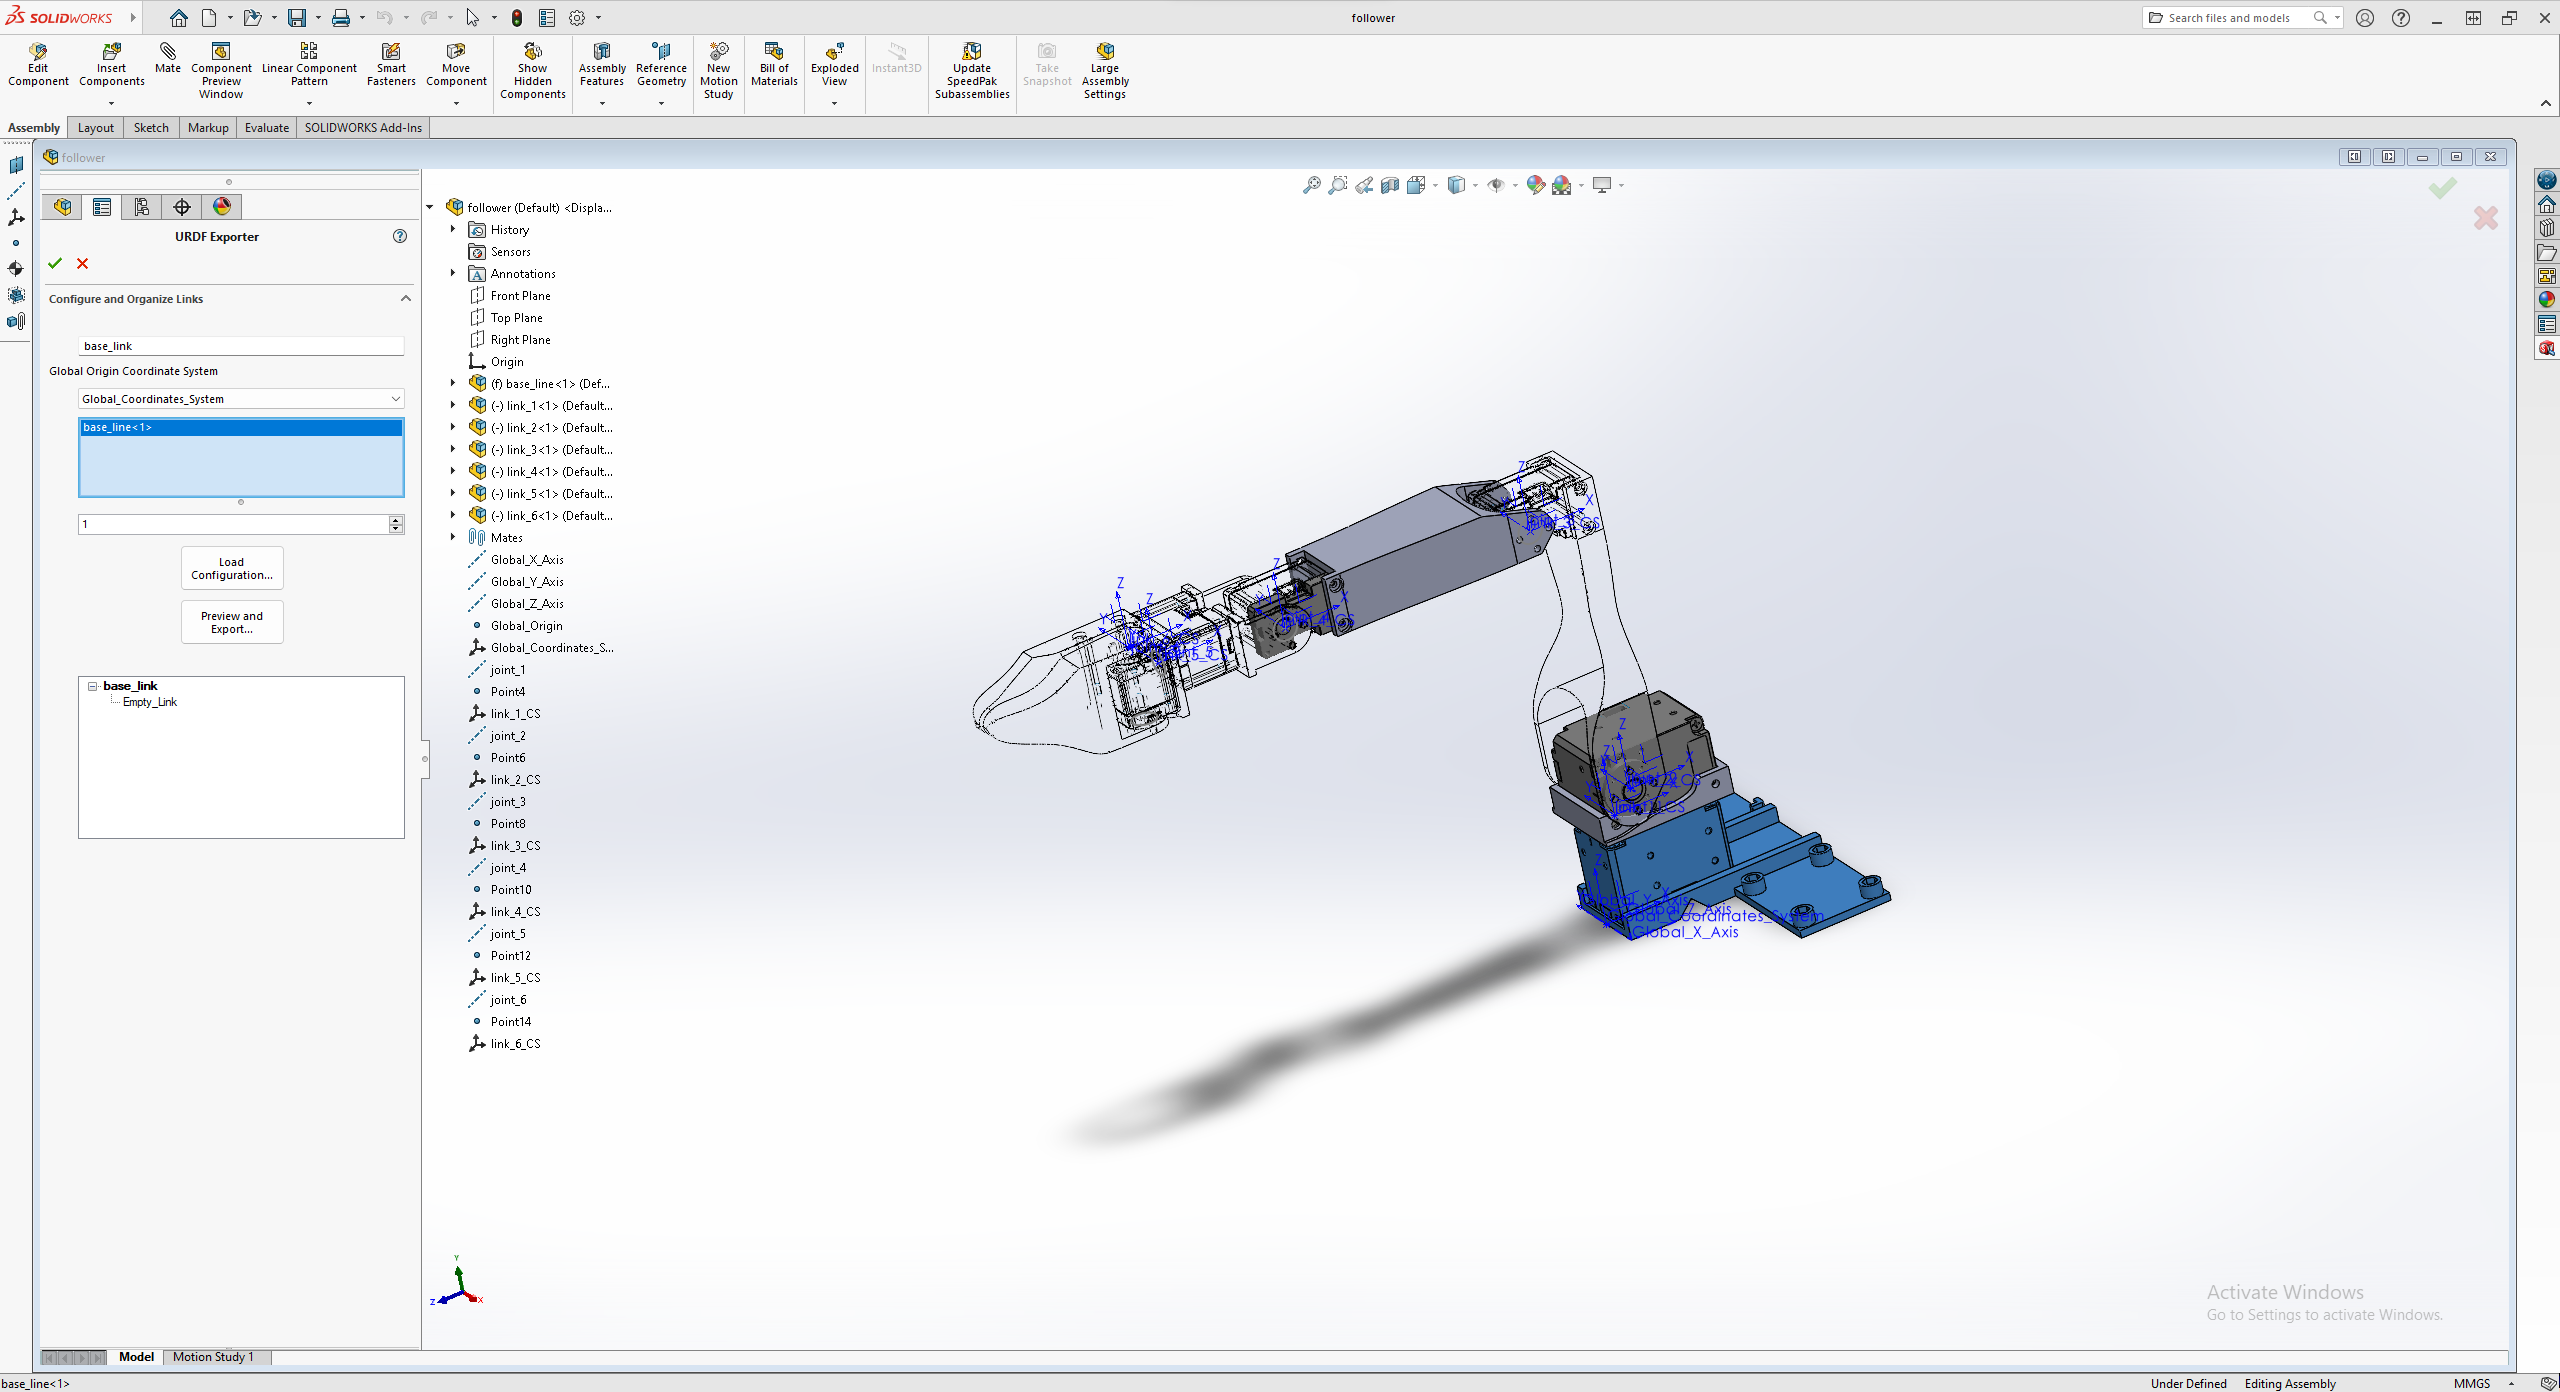 SOLIDWORKS
follower
Search files and models
Edit Component
Insert Components
Mate
Component Preview Window
Linear Component Pattern
Smart Fasteners
Move Component
Show Hidden Components
Assembly Features
Reference Geometry
New Motion Study
Bill of Materials
Exploded View
Instant3D
Update SpeedPak Subassemblies
Take Snapshot
Large Assembly Settings
Assembly
Layout
Sketch
Markup
Evaluate
SOLIDWORKS Add-Ins
follower
URDF Exporter
Configure and Organize Links
base_link
Global Origin Coordinate System
Global_Coordinates_System
base_line<1>
1
Load Configuration...
Preview and Export...
base_link
Empty_Link
follower (Default) <Displa...
History
Sensors
Annotations
Front Plane
Top Plane
Right Plane
Origin
(f) base_line<1> (Def...
(-) link_1<1> (Default...
(-) link_2<1> (Default...
(-) link_3<1> (Default...
(-) link_4<1> (Default...
(-) link_5<1> (Default...
(-) link_6<1> (Default...
Mates
Global_X_Axis
Global_Y_Axis
Global_Z_Axis
Global_Origin
Global_Coordinates_S...
joint_1
Point4
link_1_CS
joint_2
Point6
link_2_CS
joint_3
Point8
link_3_CS
joint_4
Point10
link_4_CS
joint_5
Point12
link_5_CS
joint_6
Point14
link_6_CS
Global_X_Axis
Y
Z
X
Activate Windows
Go to Settings to activate Windows.
Model
Motion Study 1
base_line<1>
Under Defined
Editing Assembly
MMGS